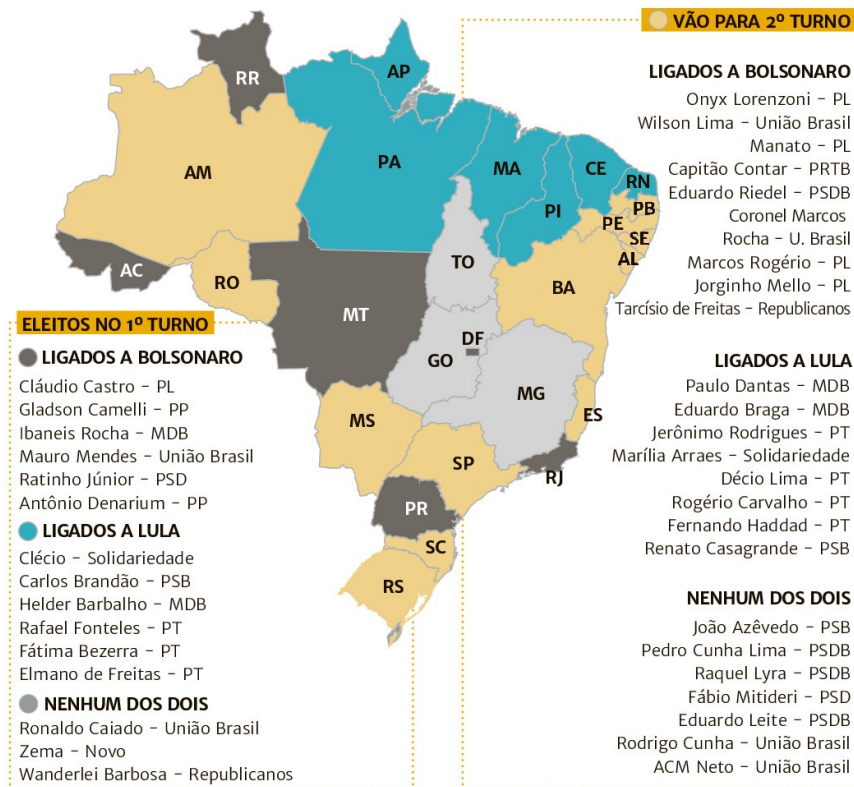 VÃO PARA 2º TURNO
LIGADOS A BOLSONARO
Onyx Lorenzoni – PL
Wilson Lima – União Brasil
Manato – PL
Capitão Contar – PRTB
Eduardo Riedel – PSDB
Coronel Marcos
Rocha – U. Brasil
Marcos Rogério – PL
Jorginho Mello – PL
Tarcísio de Freitas – Republicanos
LIGADOS A LULA
Paulo Dantas – MDB
Eduardo Braga – MDB
Jerônimo Rodrigues – PT
Marília Arraes – Solidariedade
Décio Lima – PT
Rogério Carvalho – PT
Fernando Haddad – PT
Renato Casagrande – PSB
NENHUM DOS DOIS
João Azêvedo – PSB
Pedro Cunha Lima – PSDB
Raquel Lyra – PSDB
Fábio Mitideri – PSD
Eduardo Leite – PSDB
Rodrigo Cunha – União Brasil
ACM Neto – União Brasil
RR
AP
AM
PA
MA
CE
RN
PI
PB
PE
SE
AL
AC
RO
TO
BA
MT
DF
GO
MG
MS
ES
SP
RJ
PR
SC
RS
ELEITOS NO 1º TURNO
LIGADOS A BOLSONARO
Cláudio Castro – PL
Gladson Camelli – PP
Ibaneis Rocha – MDB
Mauro Mendes – União Brasil
Ratinho Júnior – PSD
Antônio Denarium – PP
LIGADOS A LULA
Clécio – Solidariedade
Carlos Brandão – PSB
Helder Barbalho – MDB
Rafael Fonteles – PT
Fátima Bezerra – PT
Elmano de Freitas – PT
NENHUM DOS DOIS
Ronaldo Caiado – União Brasil
Zema – Novo
Wanderlei Barbosa – Republicanos